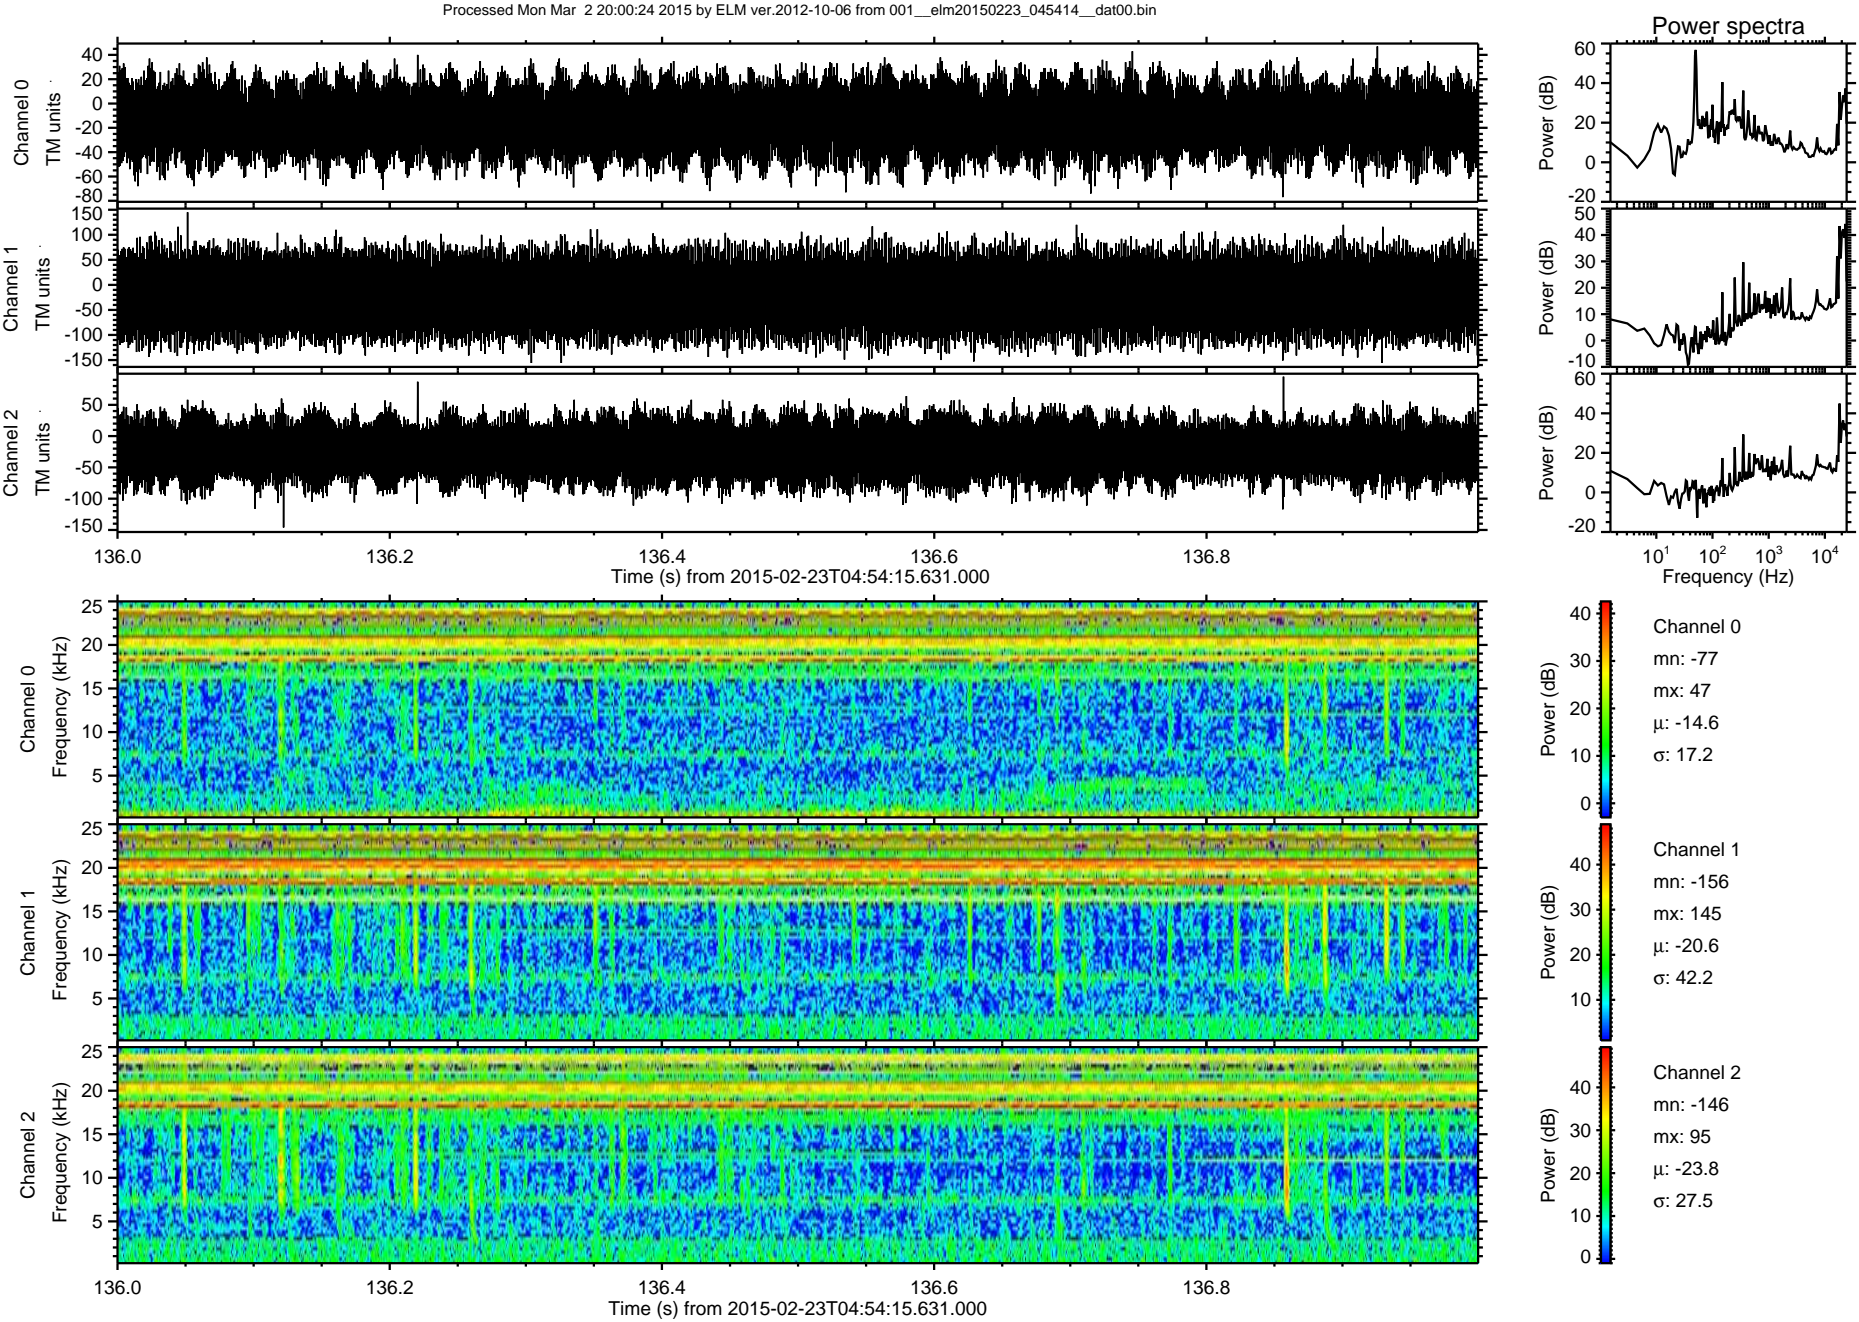 Processed Mon Mar 2 20:00:24 2015 by ELM ver.2012-10-06 from 001__elm20150223_045414__dat00.bin
Power spectra
Channel 0
TM units
40
20
0
-20
-40
-60
-80
Power (dB)
60
40
20
0
-20
Channel 1
TM units
150
100
50
0
-50
-100
-150
Power (dB)
50
40
30
20
10
0
-10
Channel 2
TM units
50
0
-50
-100
-150
Power (dB)
60
40
20
0
-20
136.0 136.2 136.4 136.6 136.8
Time (s) from 2015-02-23T04:54:15.631.000
10¹ 10² 10³ 10⁴
Frequency (Hz)
Channel 0
Frequency (kHz)
25
20
15
10
5
Power (dB)
40
30
20
10
0
Channel 0
mn: -77
mx: 47
μ: -14.6
σ: 17.2
Channel 1
Frequency (kHz)
25
20
15
10
5
Power (dB)
40
30
20
10
Channel 1
mn: -156
mx: 145
μ: -20.6
σ: 42.2
Channel 2
Frequency (kHz)
25
20
15
10
5
Power (dB)
40
30
20
10
0
Channel 2
mn: -146
mx: 95
μ: -23.8
σ: 27.5
136.0 136.2 136.4 136.6 136.8
Time (s) from 2015-02-23T04:54:15.631.000